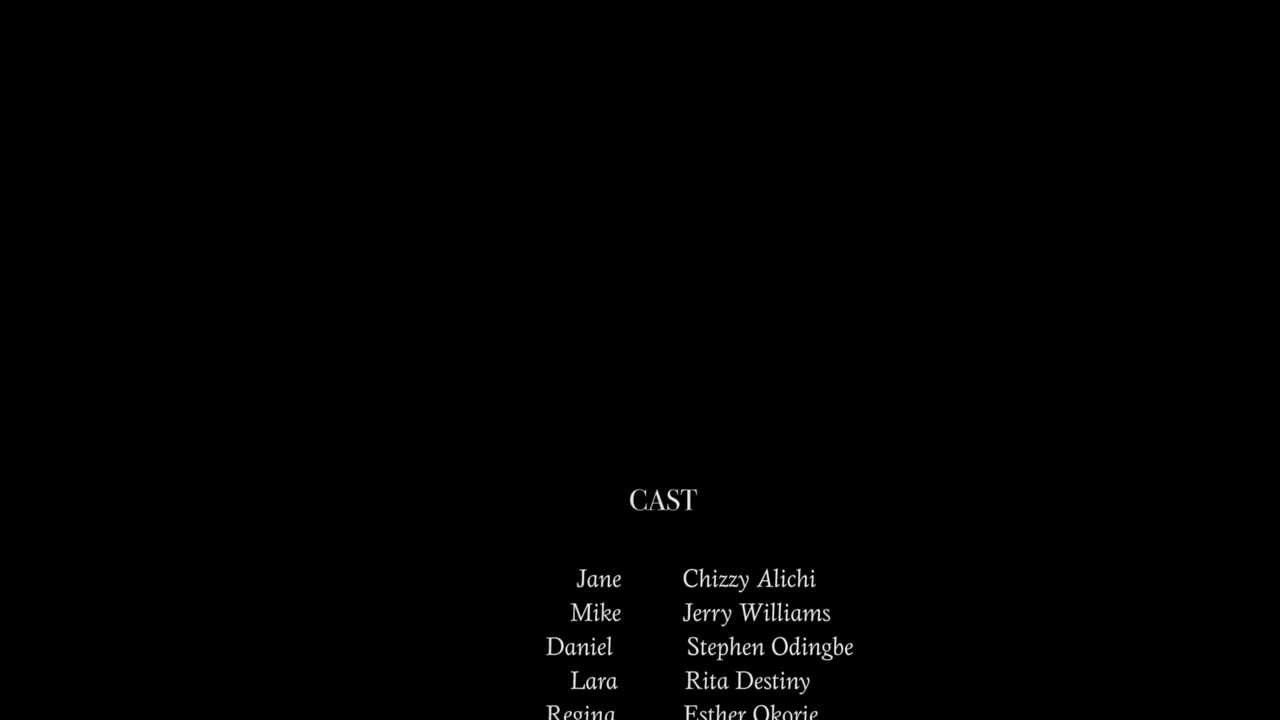 CAST
Jane Chizzy Alichi
Mike Jerry Williams
Daniel Stephen Odingbe
Lara Rita Destiny
Regina Esther Okorie